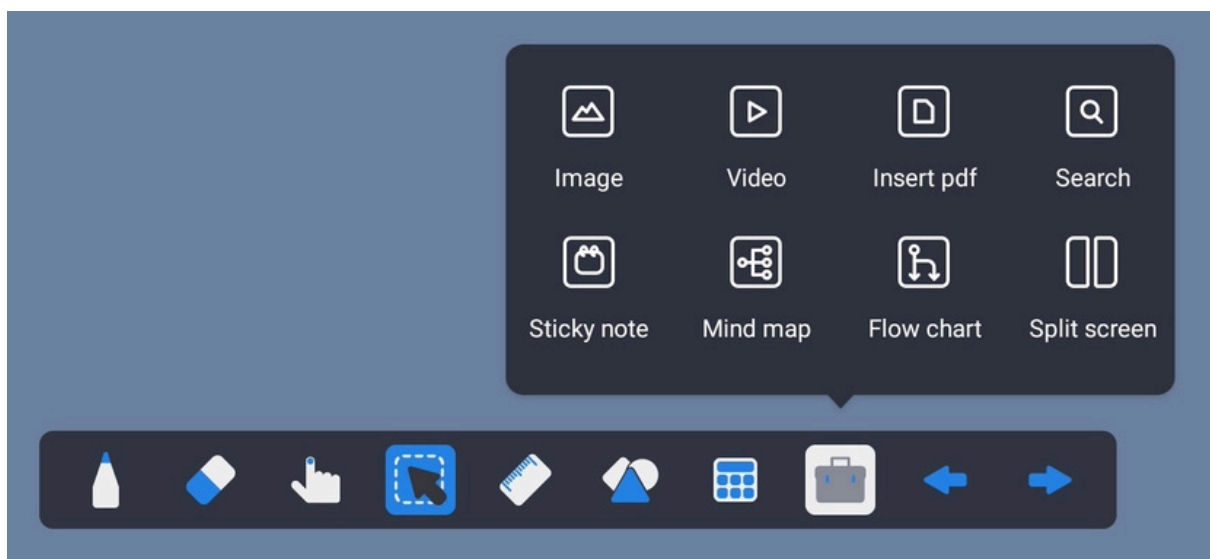 Image Video Insert pdf Search
Sticky note Mind map Flow chart Split screen